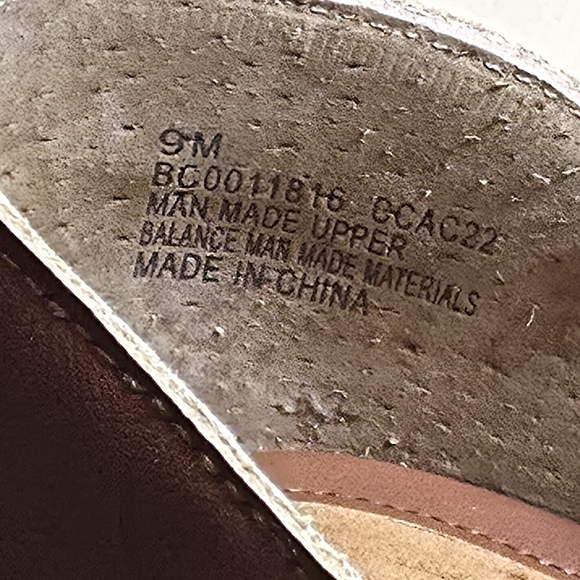 9M
BC0011816 CCAC22
MAN MADE UPPER
BALANCE MAN MADE MATERIALS
MADE IN CHINA